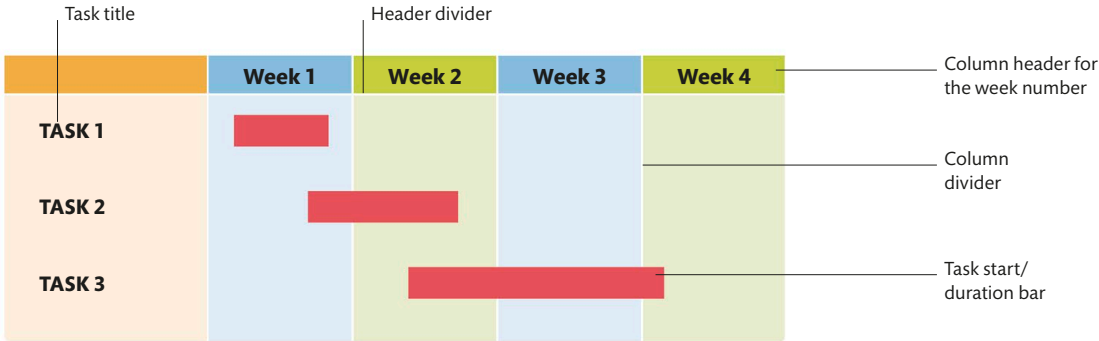 Task title
Header divider
Week 1
Week 2
Week 3
Week 4
Column header for
the week number
TASK 1
Column
divider
TASK 2
TASK 3
Task start/
duration bar